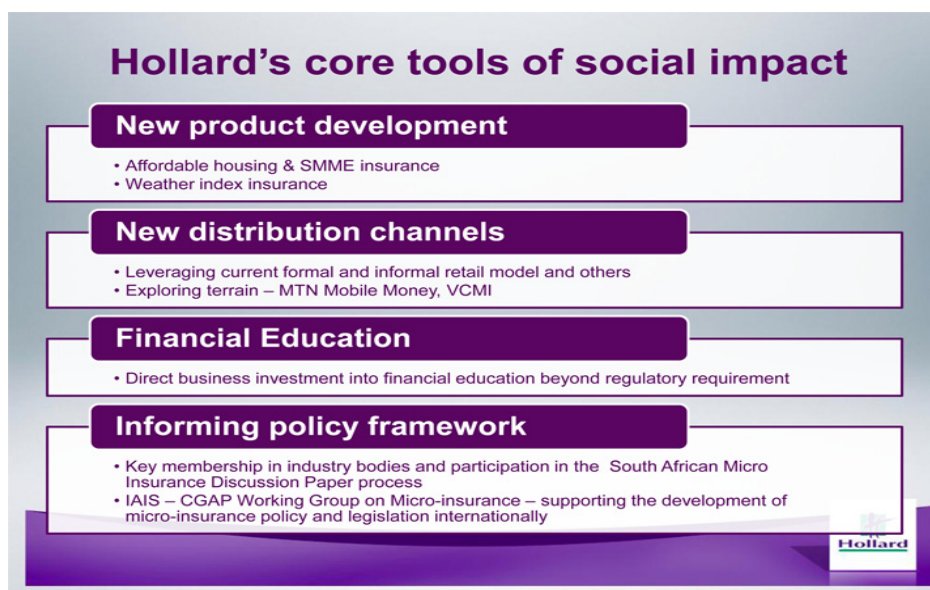 Hollard’s core tools of social impact
New product development
• Affordable housing & SMME insurance
• Weather index insurance
New distribution channels
• Leveraging current formal and informal retail model and others
• Exploring terrain – MTN Mobile Money, VCMI
Financial Education
• Direct business investment into financial education beyond regulatory requirement
Informing policy framework
• Key membership in industry bodies and participation in the South African Micro
Insurance Discussion Paper process
• IAIS – CGAP Working Group on Micro-insurance – supporting the development of
micro-insurance policy and legislation internationally
Hollard